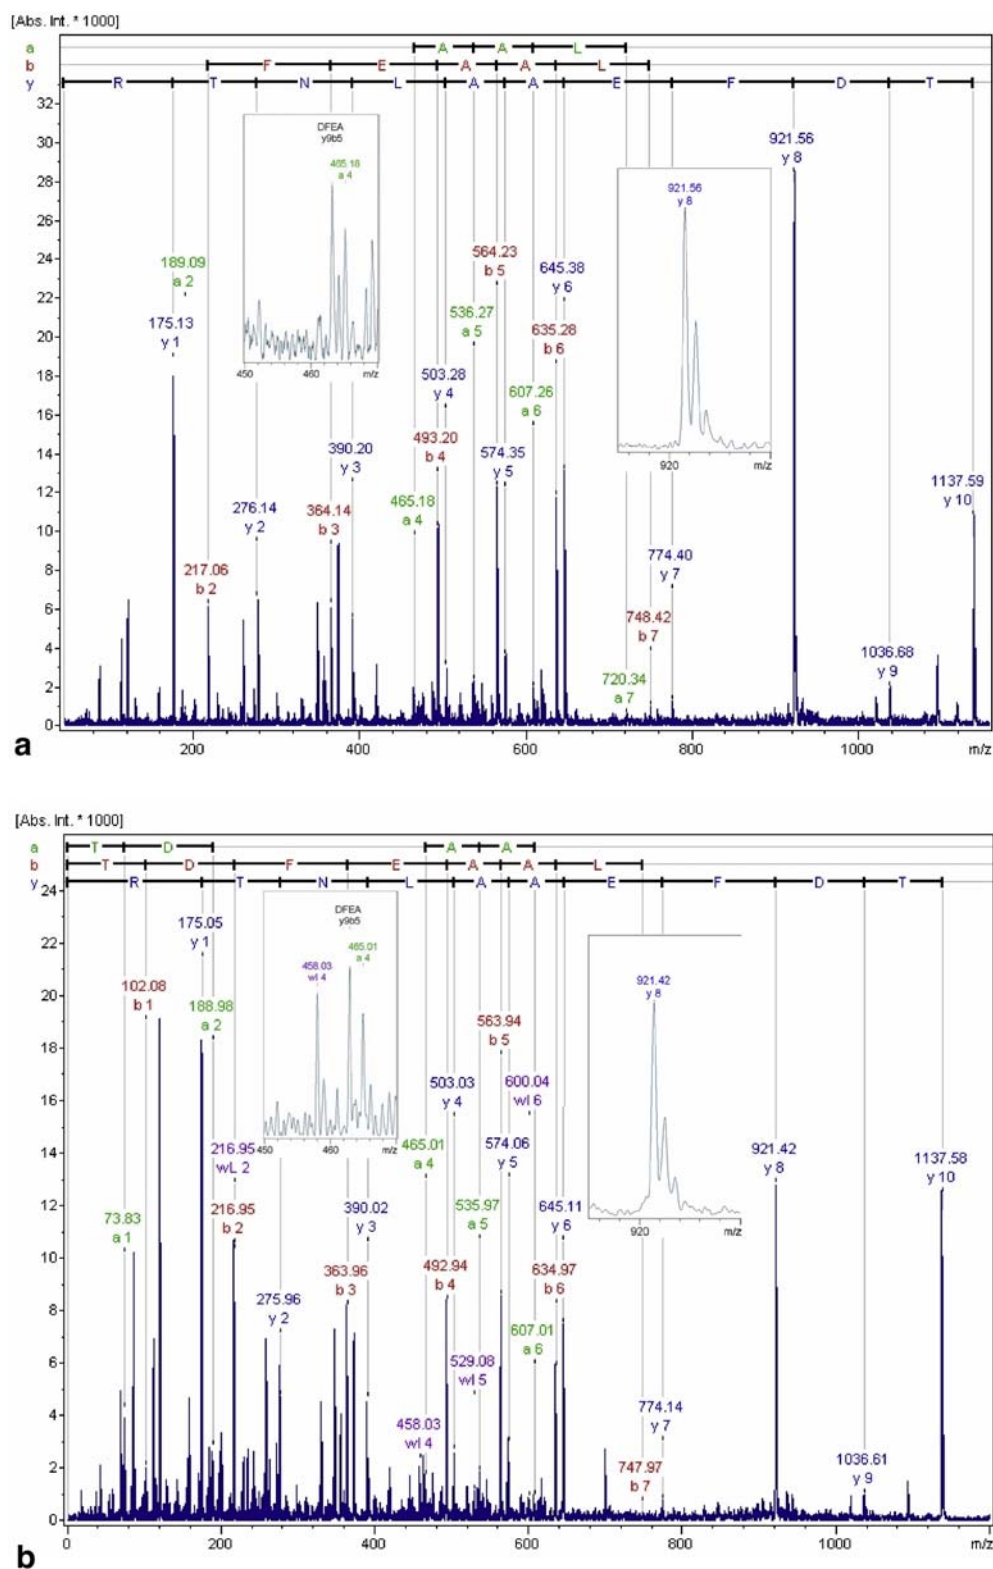 [Abs. Int. * 1000]
a A A L
b F E A A L
y R T N L A A E F D T
32
30
28
26
24
22
20
18
16
14
12
10
8
6
4
2
0
DFEA
y9b5
465.18
a 4
450 460 m/z
921.56
y 8
920 m/z
921.56
y 8
189.09
a 2
175.13
y 1
564.23
b 5
645.38
y 6
536.27
a 5
635.28
b 6
503.28
y 4
607.26
a 6
493.20
b 4
390.20
y 3
574.35
y 5
465.18
a 4
276.14
y 2
364.14
b 3
1137.59
y 10
217.06
b 2
774.40
y 7
748.42
b 7
720.34
a 7
1036.68
y 9
200 400 600 800 1000 m/z
a
[Abs. Int. * 1000]
a T D A A
b T D F E A A L
y R T N L A A E F D T
24
22
20
18
16
14
12
10
8
6
4
2
0
DFEA
y9b5
458.03
wl 4
465.01
a 4
450 460 m/z
921.42
y 8
920 m/z
175.05
y 1
102.08
b 1
188.98
a 2
563.94
b 5
503.03
y 4
600.04
wl 6
216.95
wL 2
465.01
a 4
574.06
y 5
921.42
y 8
1137.58
y 10
73.83
a 1
216.95
b 2
390.02
y 3
535.97
a 5
645.11
y 6
363.96
b 3
492.94
b 4
634.97
b 6
275.96
y 2
607.01
a 6
529.08
wl 5
458.03
wl 4
774.14
y 7
747.97
b 7
1036.61
y 9
0 200 400 600 800 1000 m/z
b